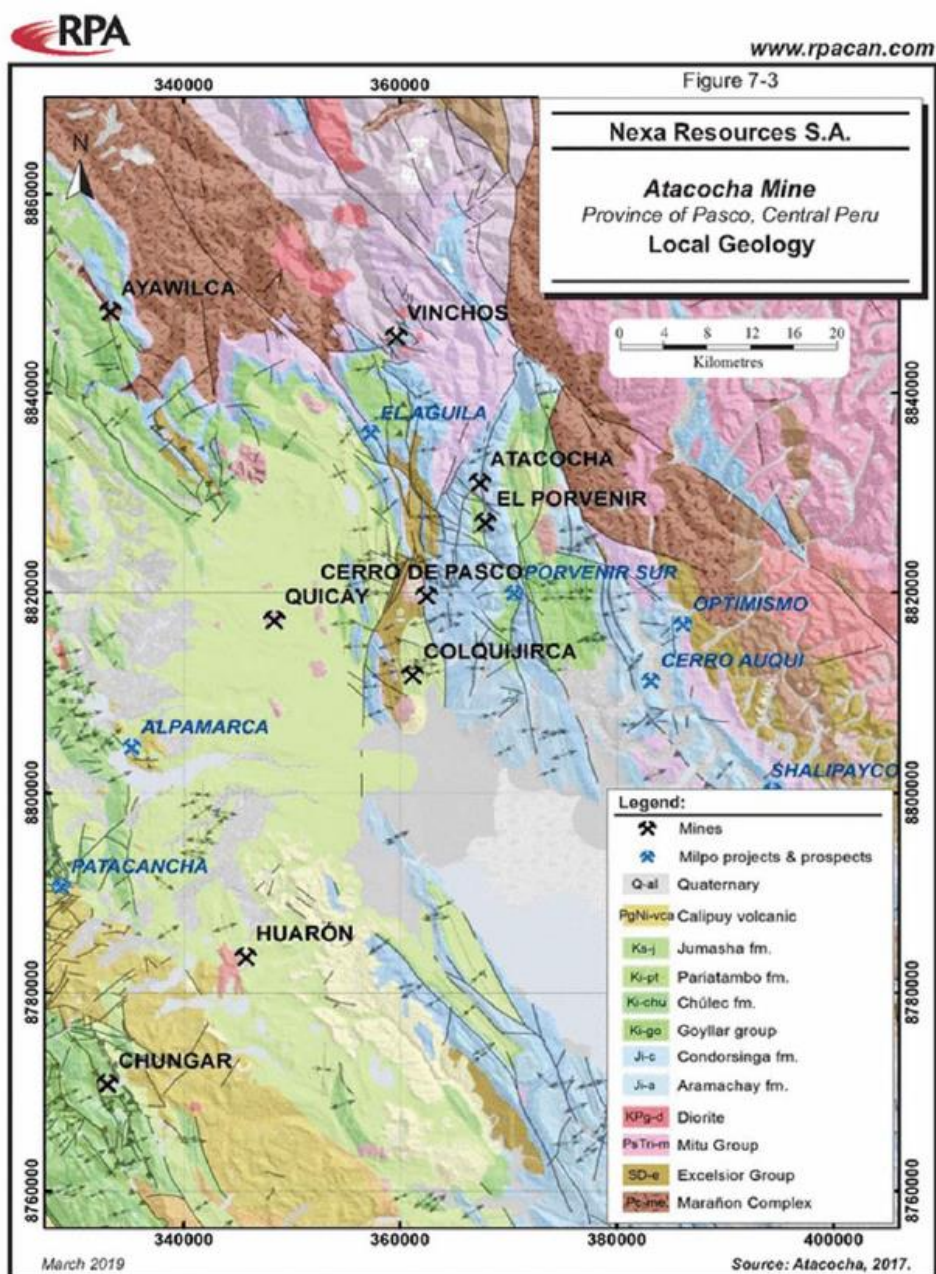 RPA
www.rpacan.com
Figure 7-3
340000 360000
Nexa Resources S.A.
Atacocha Mine
Province of Pasco, Central Peru
Local Geology
N
8860000 8860000
AYAWILCA
VINCHOS
0 4 8 12 16 20
Kilometres
8840000 8840000
EL AGUILA
ATACOCHA
EL PORVENIR
CERRO DE PASCO PORVENIR SUR
8820000 8820000
QUICAY
OPTIMISMO
COLQUIJIRCA
CERRO AUQUI
ALPAMARCA
SHALIPAYCO
8800000 8800000
PATACANCHA
HUARÓN
8780000 8780000
CHUNGAR
8760000 8760000
Legend:
Mines
Milpo projects & prospects
Q-al Quaternary
PgNi-vca Calipuy volcanic
Ks-j Jumasha fm.
Ki-pt Pariatambo fm.
Ki-chu Chúlec fm.
Ki-go Goyllar group
Ji-c Condorsinga fm.
Ji-a Aramachay fm.
KPg-d Diorite
PsTri-m Mitu Group
SD-e Excelsior Group
Pc-me Marañon Complex
340000 360000 380000 400000
March 2019
Source: Atacocha, 2017.